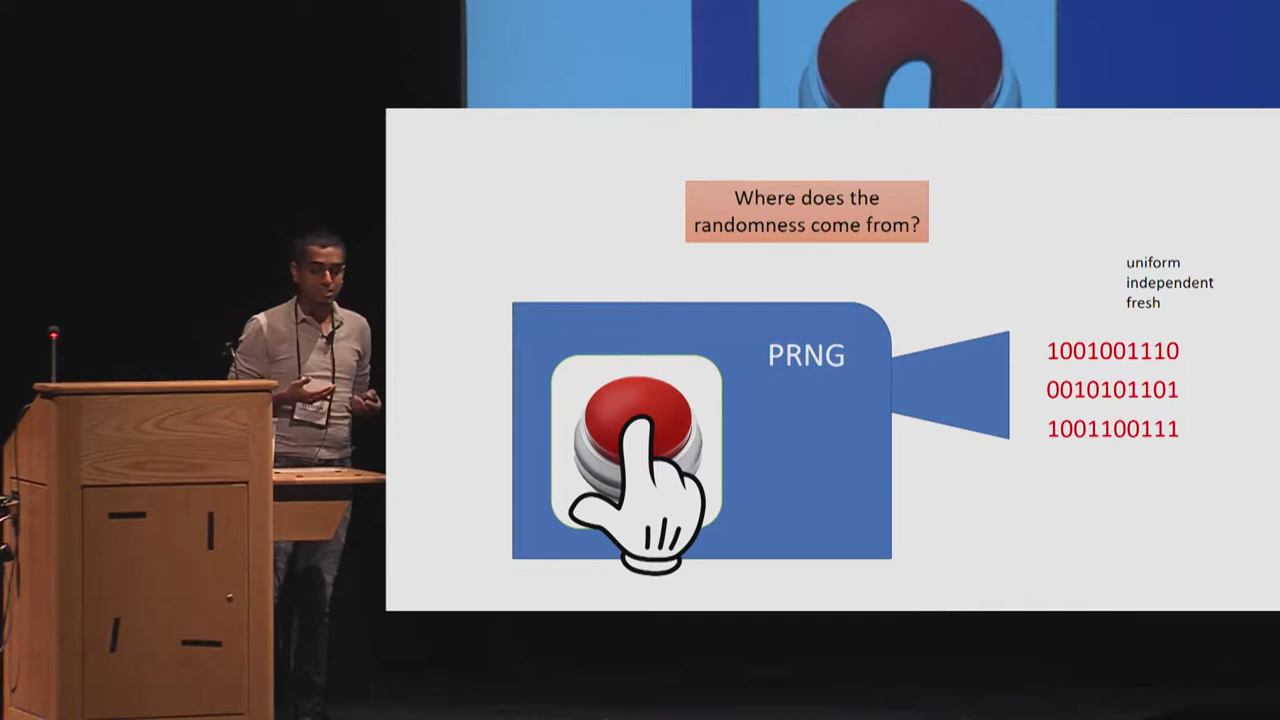 Where does the
randomness come from?
uniform
independent
fresh
PRNG
1001001110
0010101101
1001100111